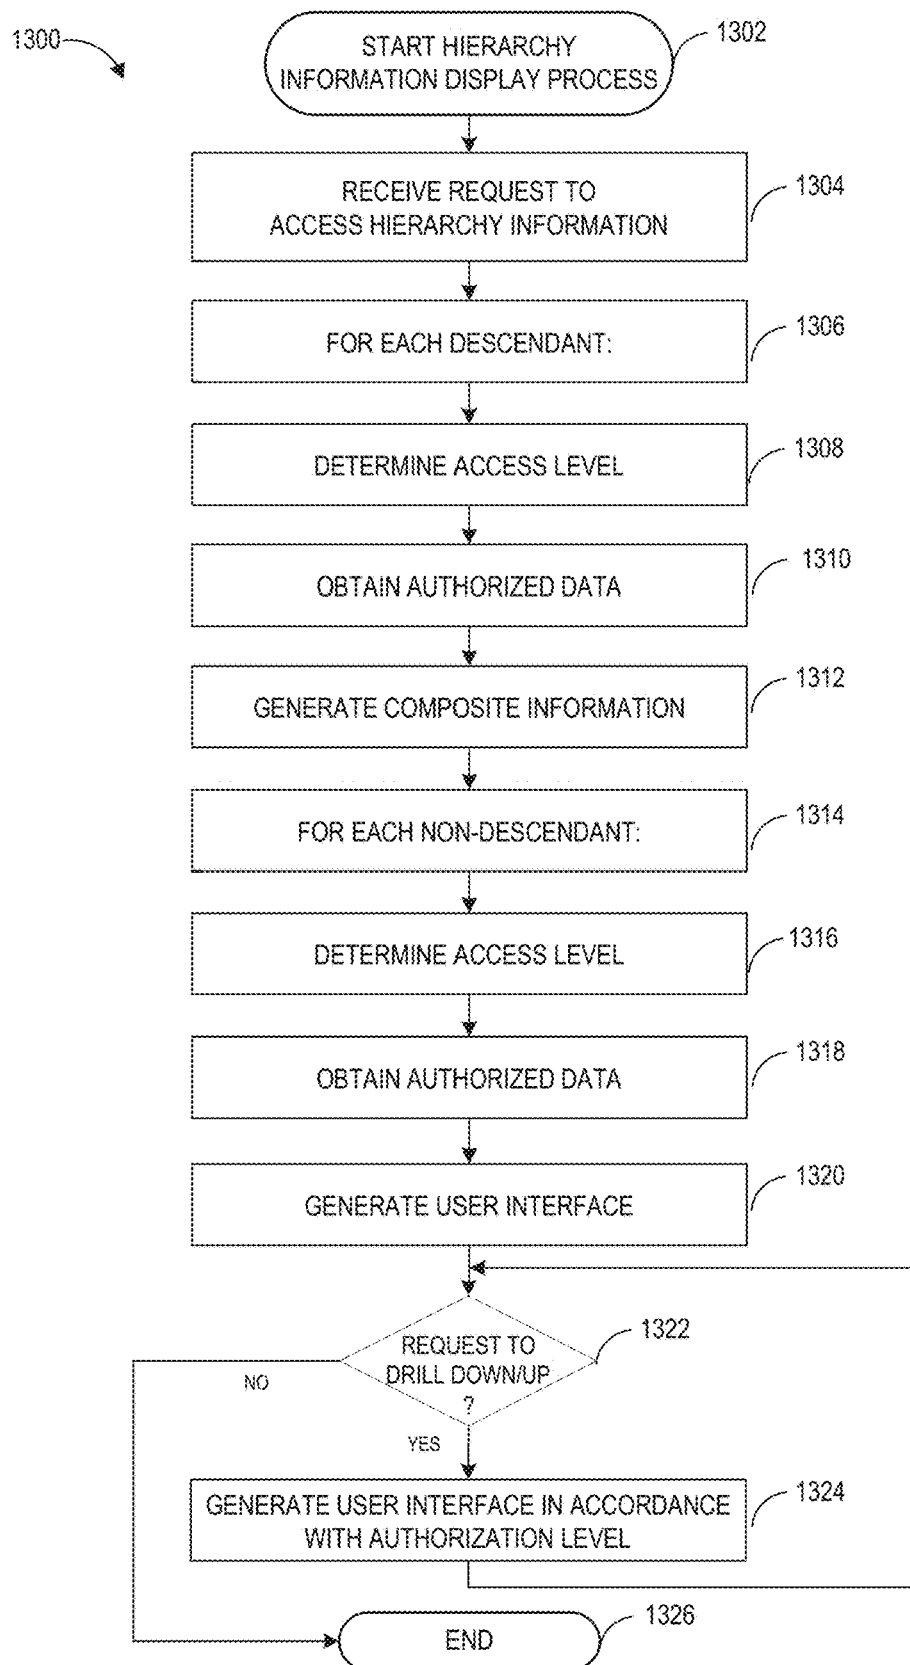 1300
START HIERARCHY
INFORMATION DISPLAY PROCESS
1302
RECEIVE REQUEST TO
ACCESS HIERARCHY INFORMATION
1304
FOR EACH DESCENDANT:
1306
DETERMINE ACCESS LEVEL
1308
OBTAIN AUTHORIZED DATA
1310
GENERATE COMPOSITE INFORMATION
1312
FOR EACH NON-DESCENDANT:
1314
DETERMINE ACCESS LEVEL
1316
OBTAIN AUTHORIZED DATA
1318
GENERATE USER INTERFACE
1320
REQUEST TO
DRILL DOWN/UP
?
1322
NO
YES
GENERATE USER INTERFACE IN ACCORDANCE
WITH AUTHORIZATION LEVEL
1324
END
1326